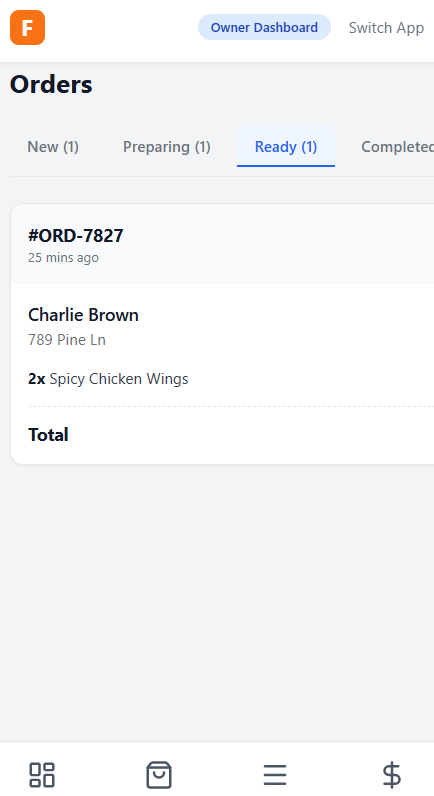 F
Owner Dashboard
Switch App
Orders
New (1)
Preparing (1)
Ready (1)
Completed
#ORD-7827
25 mins ago
Charlie Brown
789 Pine Ln
2x Spicy Chicken Wings
Total